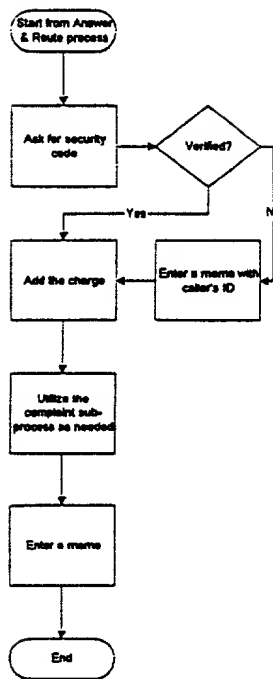 Start from Answer
& Route process
Ask for security
code
Verified?
Yes
N
Add the charge
Enter a memo with
caller's ID
Utilize the
complaint sub-
process as needed
Enter a memo
End